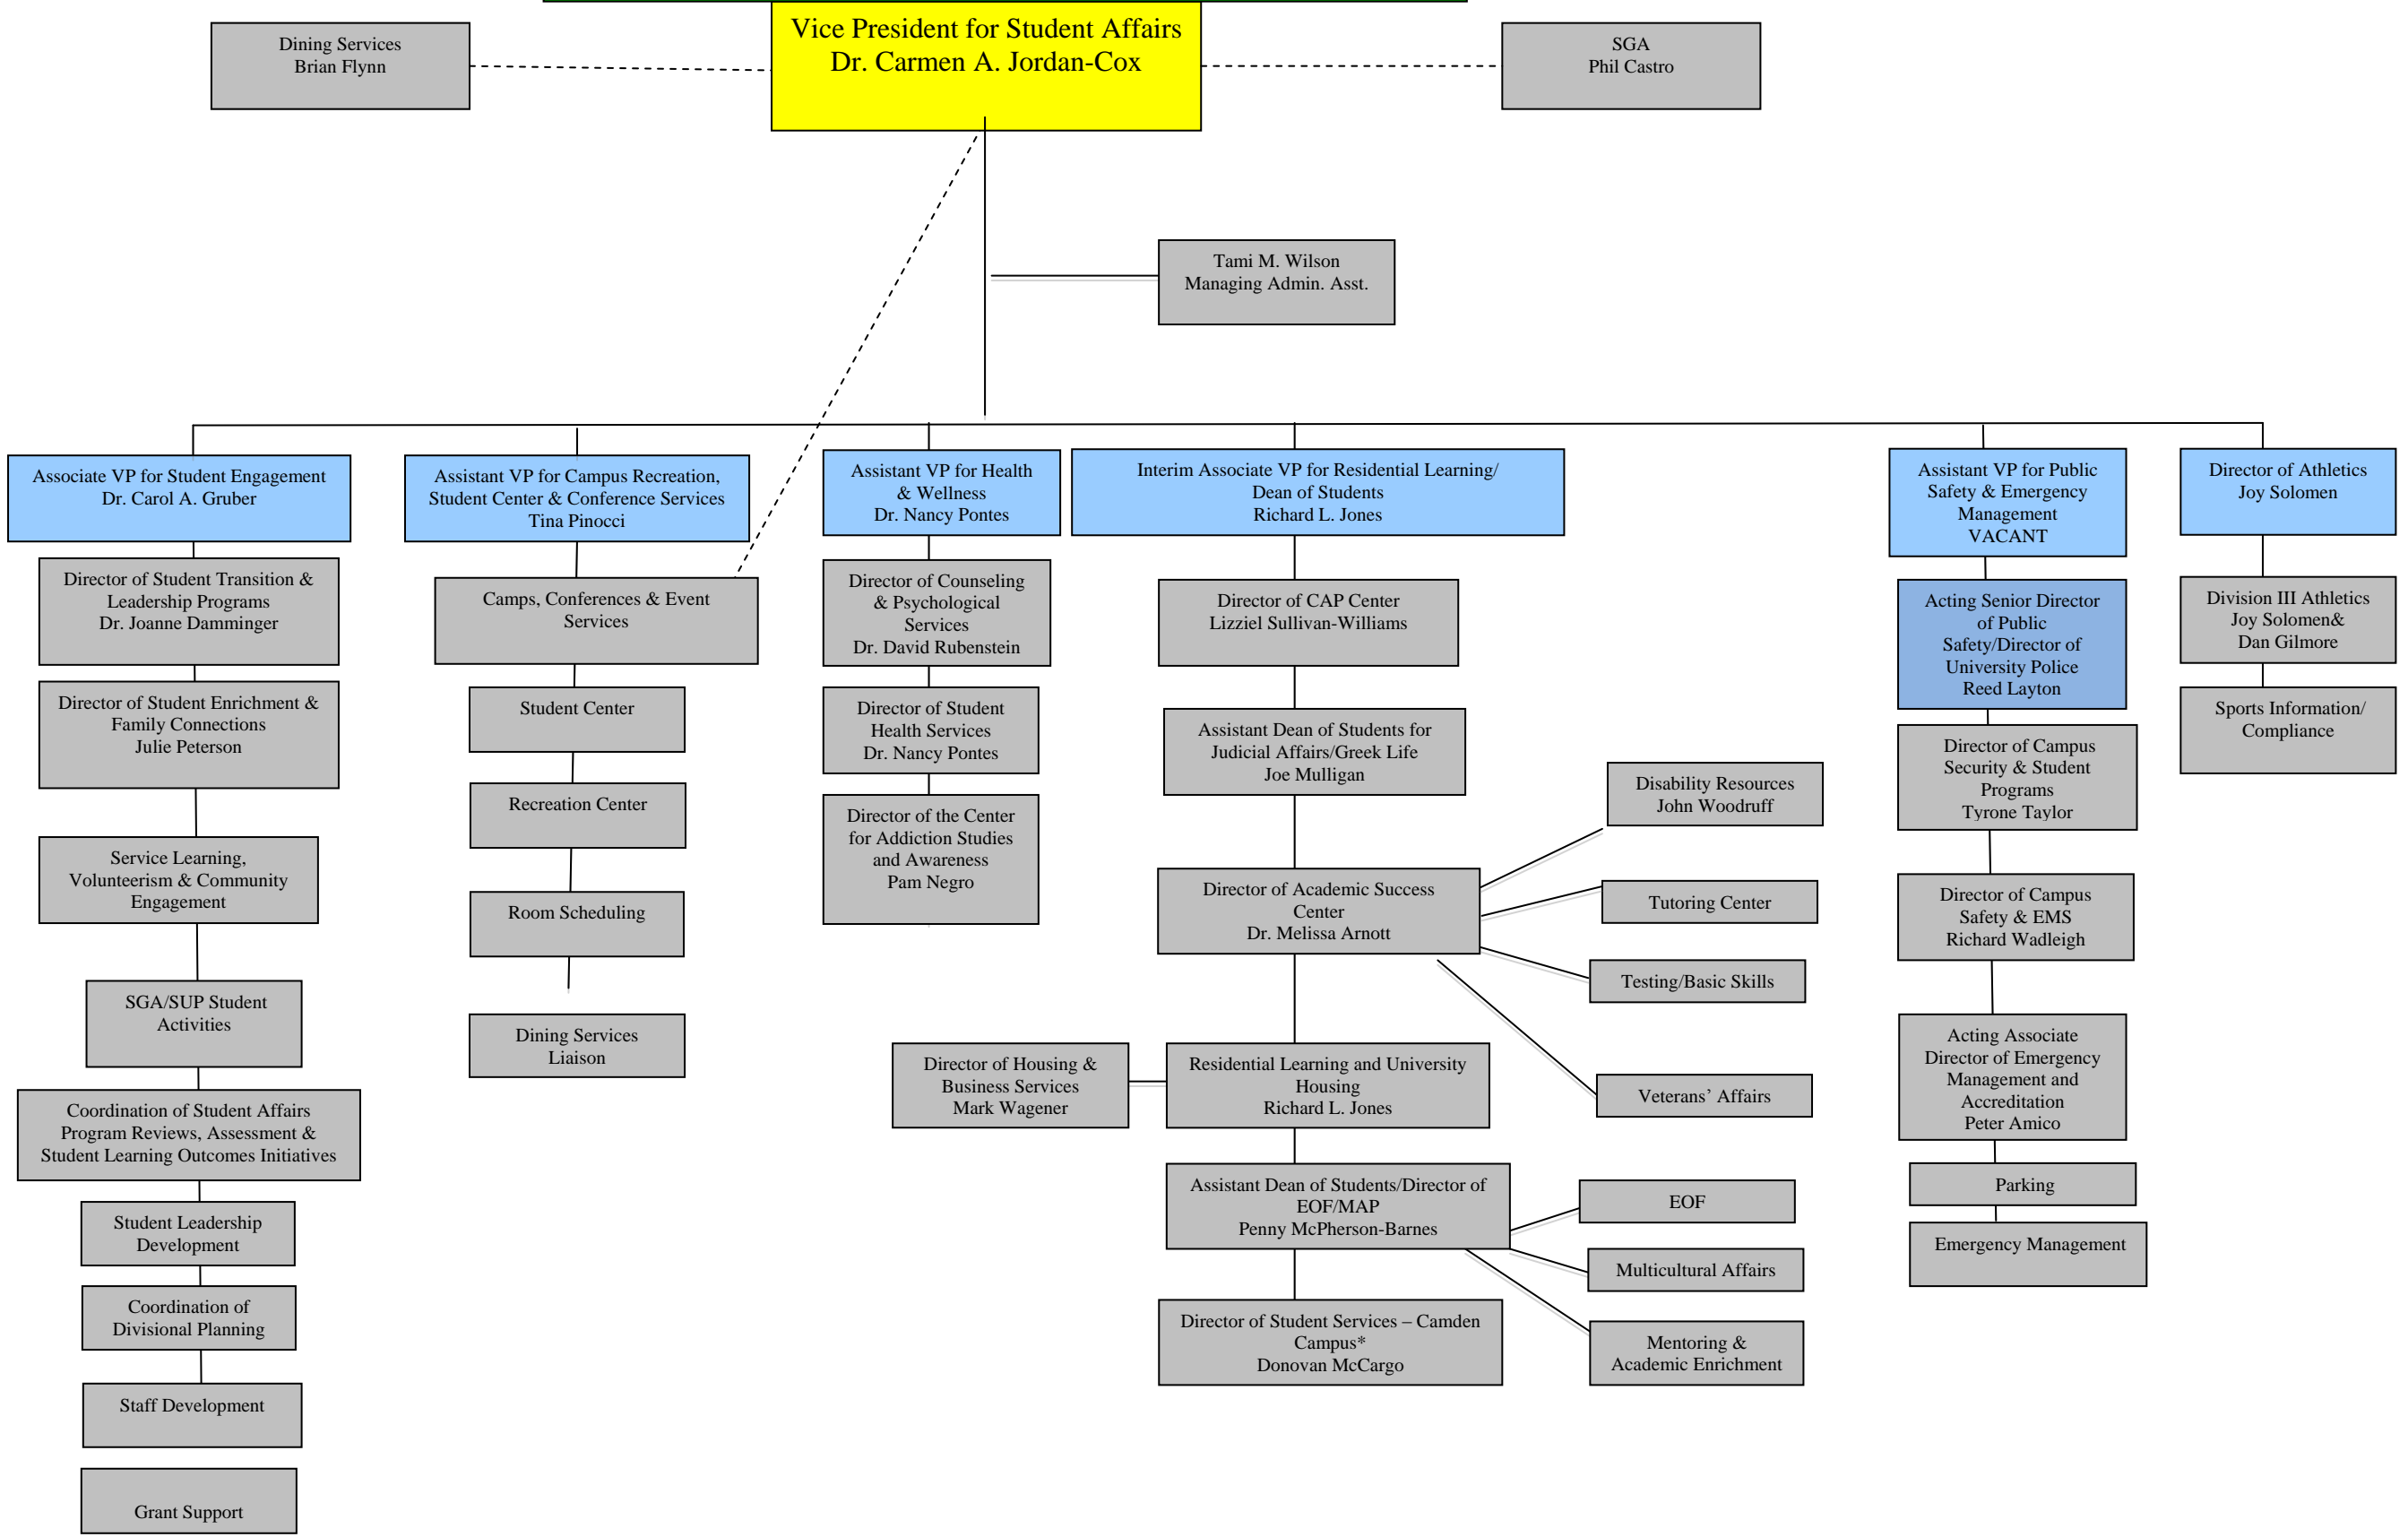 Vice President for Student Affairs
Dr. Carmen A. Jordan-Cox
Dining Services
Brian Flynn
SGA
Phil Castro
Tami M. Wilson
Managing Admin. Asst.
Associate VP for Student Engagement
Dr. Carol A. Gruber
Director of Student Transition &
Leadership Programs
Dr. Joanne Damminger
Director of Student Enrichment &
Family Connections
Julie Peterson
Service Learning,
Volunteerism & Community
Engagement
SGA/SUP Student
Activities
Coordination of Student Affairs
Program Reviews, Assessment &
Student Learning Outcomes Initiatives
Student Leadership
Development
Coordination of
Divisional Planning
Staff Development
Grant Support
Assistant VP for Campus Recreation,
Student Center & Conference Services
Tina Pinocci
Camps, Conferences & Event
Services
Student Center
Recreation Center
Room Scheduling
Dining Services
Liaison
Assistant VP for Health
& Wellness
Dr. Nancy Pontes
Director of Counseling
& Psychological
Services
Dr. David Rubenstein
Director of Student
Health Services
Dr. Nancy Pontes
Director of the Center
for Addiction Studies
and Awareness
Pam Negro
Interim Associate VP for Residential Learning/
Dean of Students
Richard L. Jones
Director of CAP Center
Lizziel Sullivan-Williams
Assistant Dean of Students for
Judicial Affairs/Greek Life
Joe Mulligan
Director of Academic Success
Center
Dr. Melissa Arnott
Disability Resources
John Woodruff
Tutoring Center
Testing/Basic Skills
Veterans’ Affairs
Director of Housing &
Business Services
Mark Wagener
Residential Learning and University
Housing
Richard L. Jones
Assistant Dean of Students/Director of
EOF/MAP
Penny McPherson-Barnes
EOF
Multicultural Affairs
Mentoring &
Academic Enrichment
Director of Student Services – Camden
Campus*
Donovan McCargo
Assistant VP for Public
Safety & Emergency
Management
VACANT
Acting Senior Director
of Public
Safety/Director of
University Police
Reed Layton
Director of Campus
Security & Student
Programs
Tyrone Taylor
Director of Campus
Safety & EMS
Richard Wadleigh
Acting Associate
Director of Emergency
Management and
Accreditation
Peter Amico
Parking
Emergency Management
Director of Athletics
Joy Solomen
Division III Athletics
Joy Solomen&
Dan Gilmore
Sports Information/
Compliance